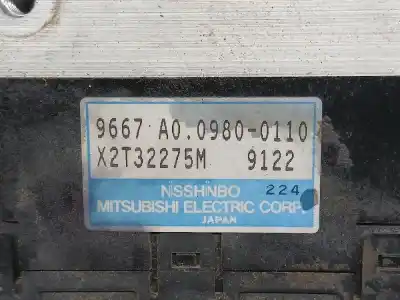 9667 A0.0980-0110
X2T32275M 9122
NISSHINBO 224
MITSUBISHI ELECTRIC CORP.
JAPAN